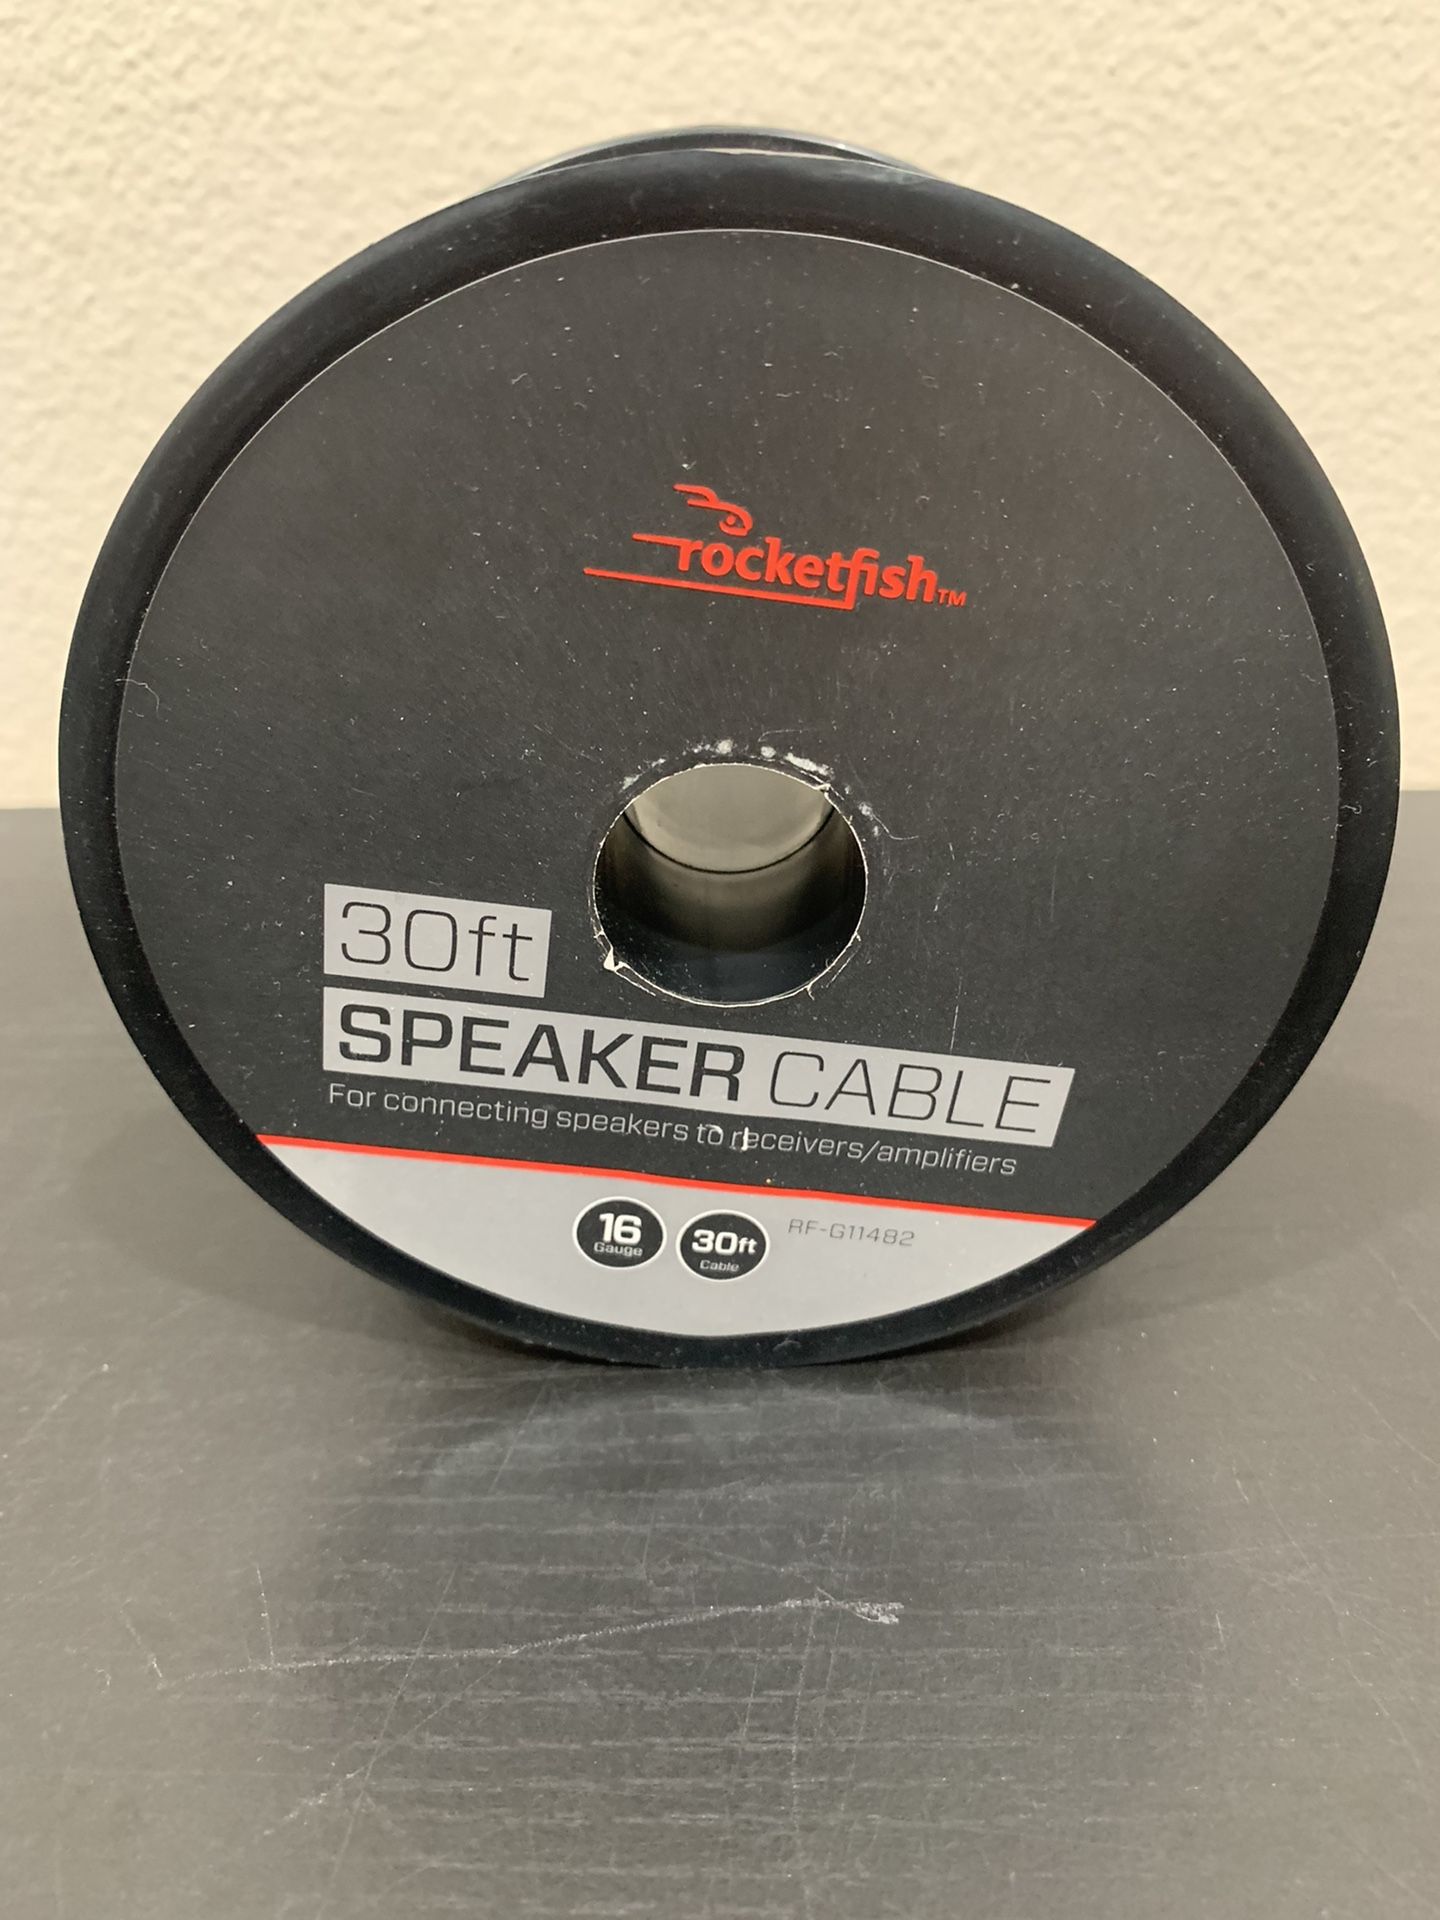 rocketfish™
30ft
SPEAKER CABLE
For connecting speakers to receivers/amplifiers
16
Gauge
30ft
Cable
RF-G11482